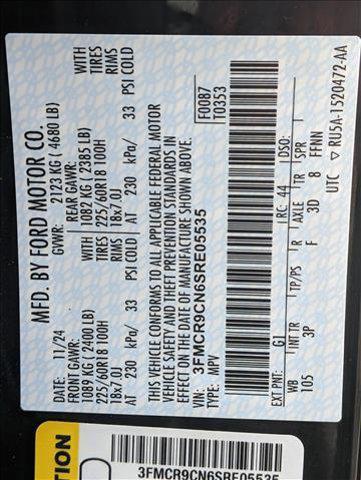 MFD. BY FORD MOTOR CO.
DATE: 11/24 GVWR: 2123 KG ( 4680 LB)
FRONT GAWR: REAR GAWR:
1089 KG ( 2400 LB) 1082 KG ( 2385 LB) WITH
225/60R18 100H 225/60R18 100H TIRES
18x7.0J RIMS 18x7.0J RIMS
AT 230 kPa/ 33 PSI COLD AT 230 kPa/ 33 PSI COLD
THIS VEHICLE CONFORMS TO ALL APPLICABLE FEDERAL MOTOR
VEHICLE SAFETY AND THEFT PREVENTION STANDARDS IN
EFFECT ON THE DATE OF MANUFACTURE SHOWN ABOVE.
VIN: 3FMCR9CN6SRE05535 F0087
TYPE: MPV T0353
EXT PNT: G1 RC: 44 DSO:
WB INT TR TP/PS R AXLE TR SPR
105 3P F 3D 8 FFNN
UTC RU5A-1520472-AA
TION
3FMCR9CN6SRE05535